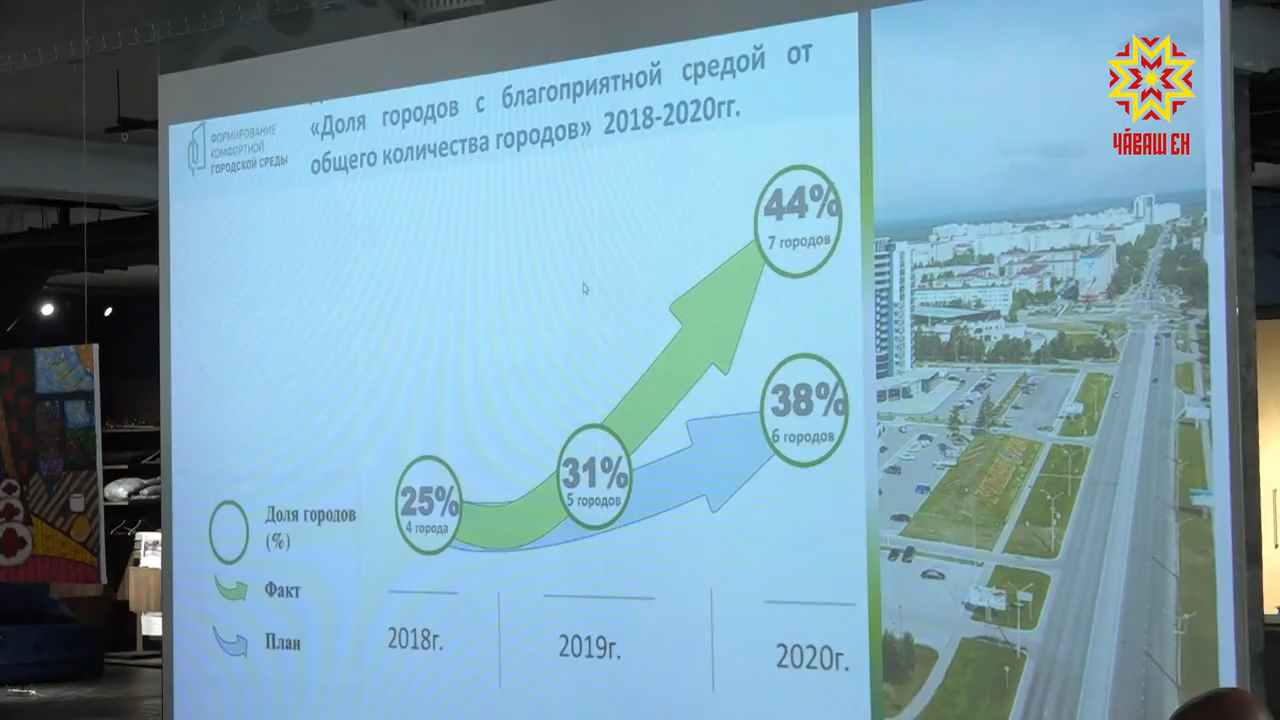 «Доля городов с благоприятной средой от
общего количества городов» 2018-2020гг.
ФОРМИРОВАНИЕ
КОМФОРТНОЙ
ГОРОДСКОЙ СРЕДЫ
ЧӐВАШ ЕН
44%
7 городов
38%
6 городов
31%
5 городов
25%
4 города
Доля городов
(%)
Факт
План
2018г.
2019г.
2020г.